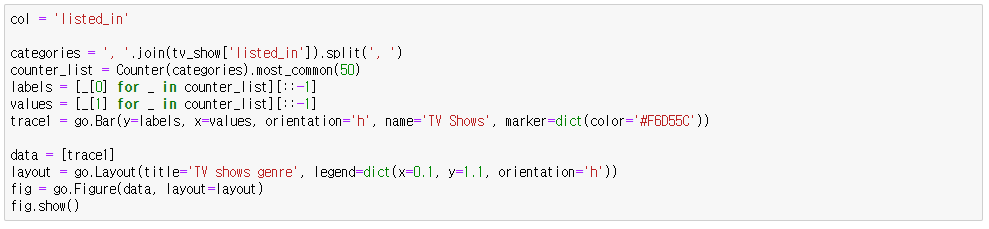 col = 'listed_in'
categories = ', '.join(tv_show['listed_in']).split(', ')
counter_list = Counter(categories).most_common(50)
labels = [_[0] for _ in counter_list][::-1]
values = [_[1] for _ in counter_list][::-1]
trace1 = go.Bar(y=labels, x=values, orientation='h', name='TV Shows', marker=dict(color='#F6D55C'))
data = [trace1]
layout = go.Layout(title='TV shows genre', legend=dict(x=0.1, y=1.1, orientation='h'))
fig = go.Figure(data, layout=layout)
fig.show()